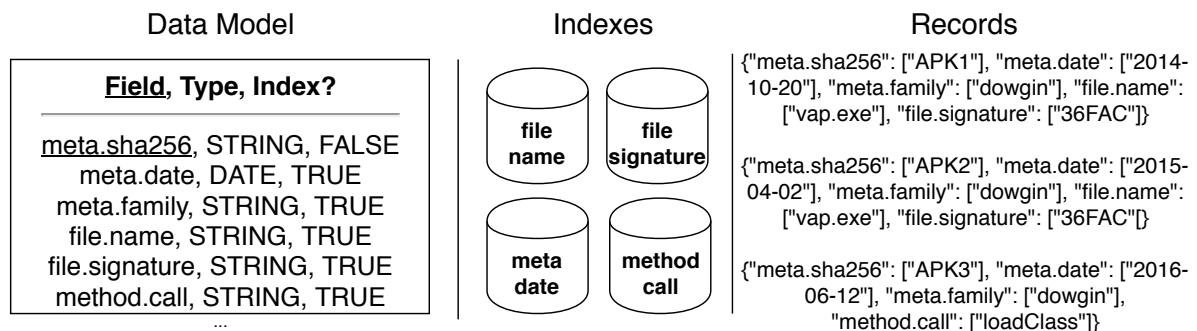 Data Model
Field, Type, Index?
meta.sha256, STRING, FALSE
meta.date, DATE, TRUE
meta.family, STRING, TRUE
file.name, STRING, TRUE
file.signature, STRING, TRUE
method.call, STRING, TRUE
...
Indexes
file
name
file
signature
meta
date
method
call
Records
{"meta.sha256": ["APK1"], "meta.date": ["2014-
10-20"], "meta.family": ["dowgin"], "file.name":
["vap.exe"], "file.signature": ["36FAC"]}
{"meta.sha256": ["APK2"], "meta.date": ["2015-
04-02"], "meta.family": ["dowgin"], "file.name":
["vap.exe"], "file.signature": ["36FAC"[}
{"meta.sha256": ["APK3"], "meta.date": ["2016-
06-12"], "meta.family": ["dowgin"],
"method.call": ["loadClass"]}